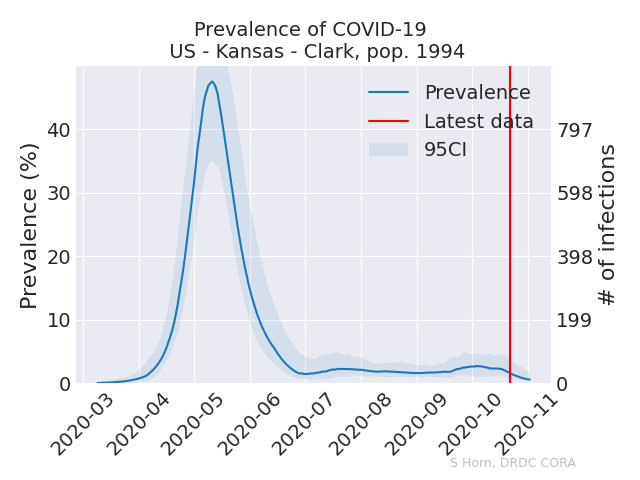 Prevalence of COVID-19
US - Kansas - Clark, pop. 1994
Prevalence (%)
40
30
20
10
0
Prevalence
Latest data
95CI
797
598
398
199
0
# of infections
2020-03
2020-04
2020-05
2020-06
2020-07
2020-08
2020-09
2020-10
2020-11
S Horn, DRDC CORA